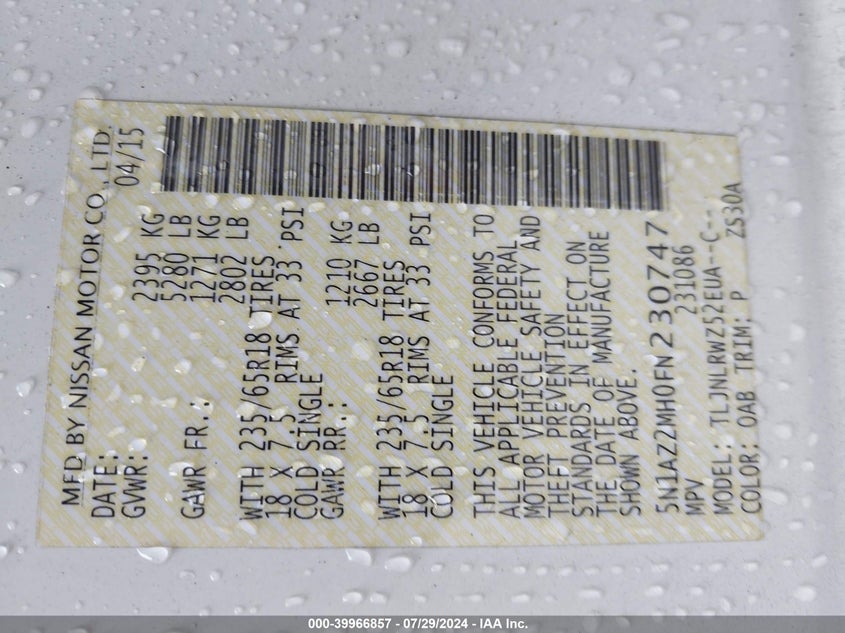 MFD BY NISSAN MOTOR CO., LTD.
DATE: 04/15
GVWR: 2395 KG
5280 LB
GAWR FR.: 1271 KG
2802 LB
WITH 235/65R18 TIRES
18 X 7.5 RIMS AT 33 PSI
COLD SINGLE
GAWR RR.: 1210 KG
2667 LB
WITH 235/65R18 TIRES
18 X 7.5 RIMS AT 33 PSI
COLD SINGLE
THIS VEHICLE CONFORMS TO
ALL APPLICABLE FEDERAL
MOTOR VEHICLE SAFETY AND
THEFT PREVENTION
STANDARDS IN EFFECT ON
THE DATE OF MANUFACTURE
SHOWN ABOVE.
5N1AZ2MH0FN230747
MPV 231086
MODEL: TLJNLRWZ52EUA--C--
COLOR: QAB TRIM: P ZS30A
000-39966857 - 07/29/2024 - IAA Inc.